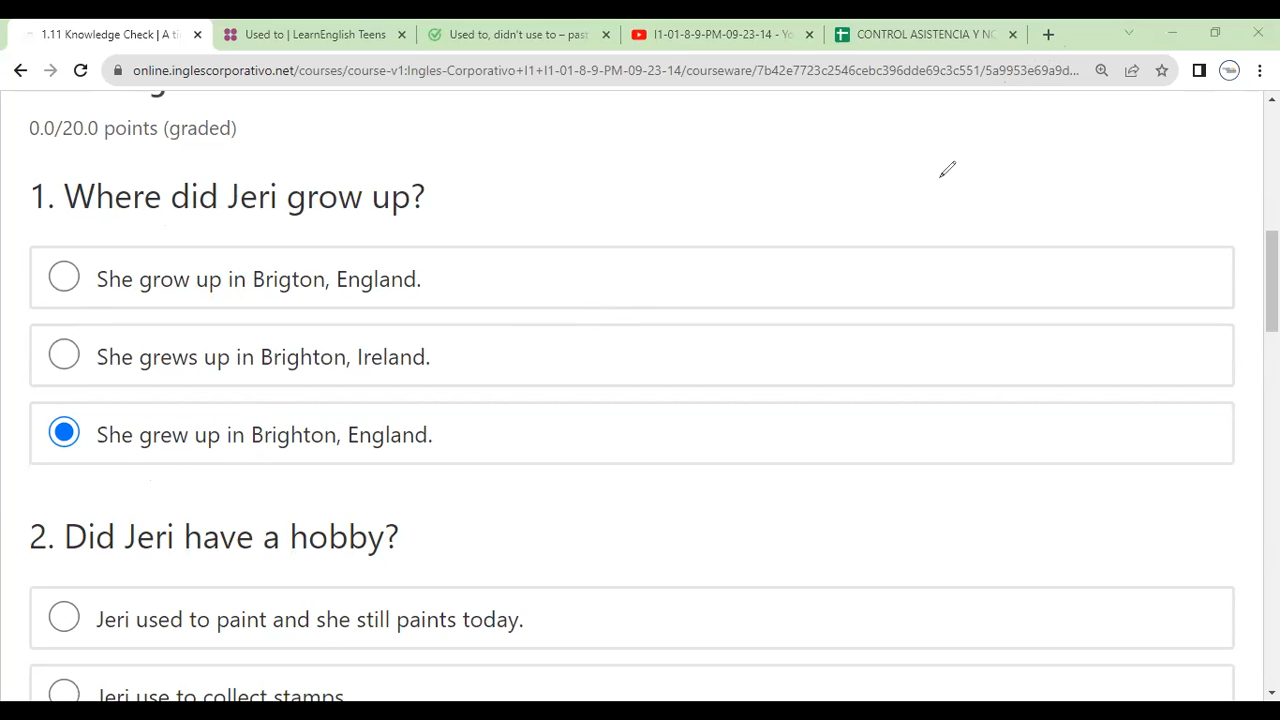 1.11 Knowledge Check | A ti
Used to | LearnEnglish Teens
Used to, didn't use to – past
I1-01-8-9-PM-09-23-14 - Yo
CONTROL ASISTENCIA Y NO
online.inglescorporativo.net/courses/course-v1:Ingles-Corporativo+I1+I1-01-8-9-PM-09-23-14/courseware/7b42e7723c2546cebc396dde69c3c551/5a9953e69a9d...
0.0/20.0 points (graded)
1. Where did Jeri grow up?
She grow up in Brigton, England.
She grews up in Brighton, Ireland.
She grew up in Brighton, England.
2. Did Jeri have a hobby?
Jeri used to paint and she still paints today.
Jeri use to collect stamps.